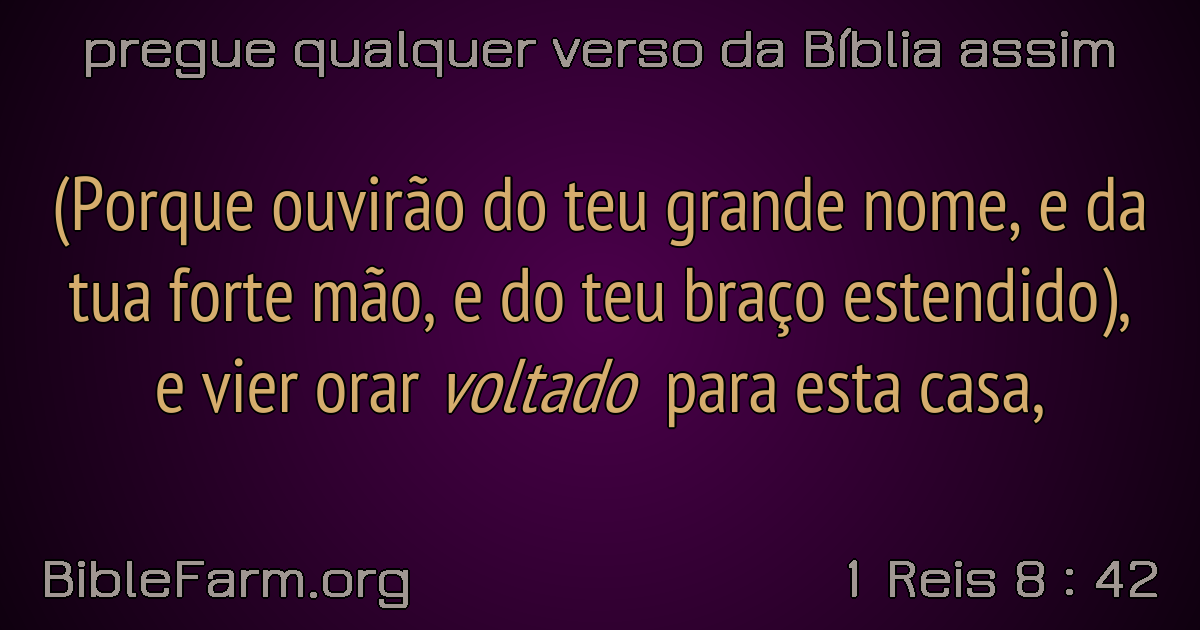 pregue qualquer verso da Bíblia assim
(Porque ouvirão do teu grande nome, e da
tua forte mão, e do teu braço estendido),
e vier orar voltado para esta casa,
BibleFarm.org
1 Reis 8 : 42